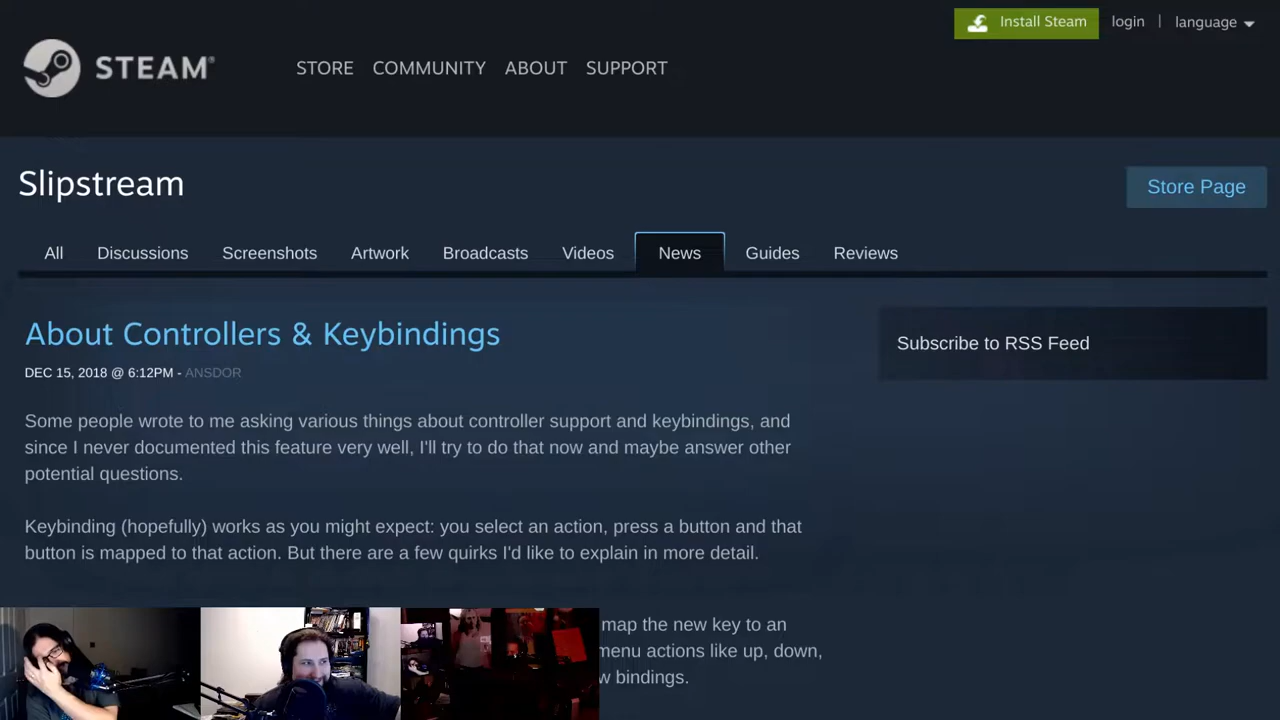 Install Steam
login
language
STEAM
STORE COMMUNITY ABOUT SUPPORT
Slipstream
Store Page
All Discussions Screenshots Artwork Broadcasts Videos News Guides Reviews
About Controllers & Keybindings
DEC 15, 2018 @ 6:12PM - ANSDOR
Subscribe to RSS Feed
Some people wrote to me asking various things about controller support and keybindings, and
since I never documented this feature very well, I'll try to do that now and maybe answer other
potential questions.
Keybinding (hopefully) works as you might expect: you select an action, press a button and that
button is mapped to that action. But there are a few quirks I'd like to explain in more detail.
map the new key to an
menu actions like up, down,
bindings.